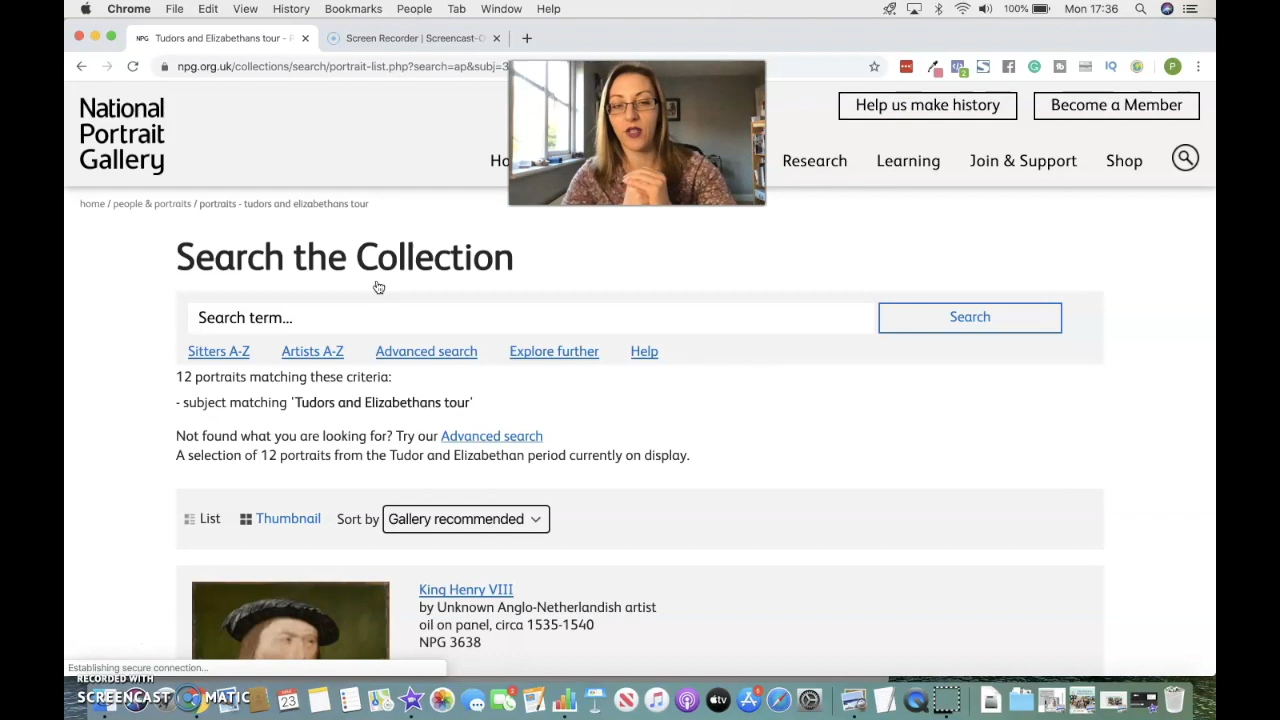 Chrome File Edit View History Bookmarks People Tab Window Help 100% Mon 17:36
NPG Tudors and Elizabethans tour - P Screen Recorder | Screencast-O
npg.org.uk/collections/search/portrait-list.php?search=ap&subj=3 IQ P
National
Portrait
Gallery
Help us make history Become a Member
Ho Research Learning Join & Support Shop
home / people & portraits / portraits - tudors and elizabethans tour
Search the Collection
Search term... Search
Sitters A-Z Artists A-Z Advanced search Explore further Help
12 portraits matching these criteria:
- subject matching 'Tudors and Elizabethans tour'
Not found what you are looking for? Try our Advanced search
A selection of 12 portraits from the Tudor and Elizabethan period currently on display.
List Thumbnail Sort by Gallery recommended
King Henry VIII
by Unknown Anglo-Netherlandish artist
oil on panel, circa 1535-1540
NPG 3638
Establishing secure connection...
RECORDED WITH
SCREENCAST MATIC
23 tv